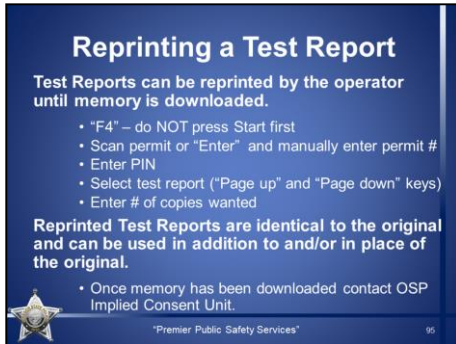 Reprinting a Test Report
Test Reports can be reprinted by the operator
until memory is downloaded.
• "F4" – do NOT press Start first
• Scan permit or "Enter" and manually enter permit #
• Enter PIN
• Select test report ("Page up" and "Page down" keys)
• Enter # of copies wanted
Reprinted Test Reports are identical to the original
and can be used in addition to and/or in place of
the original.
• Once memory has been downloaded contact OSP
Implied Consent Unit.
"Premier Public Safety Services"
95